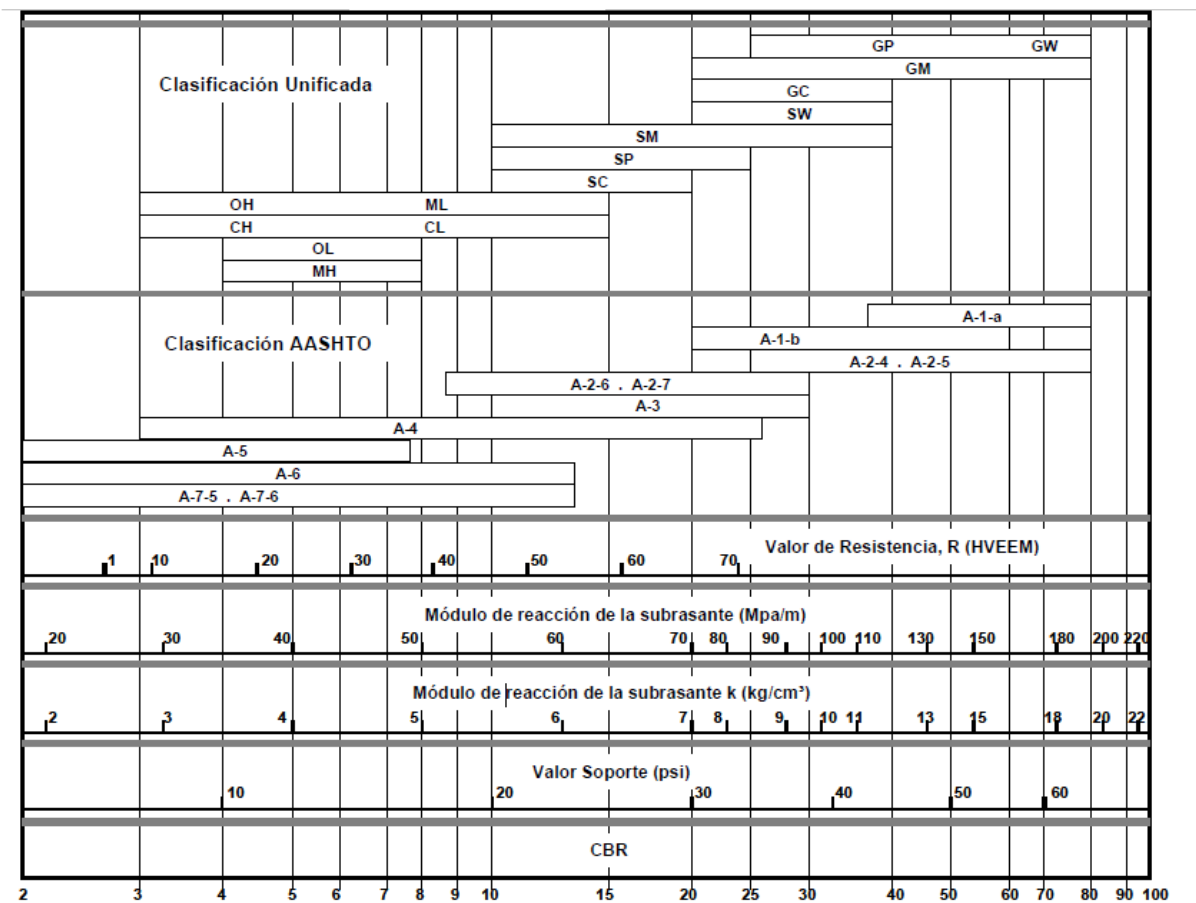 GP GW
GM
Clasificación Unificada
GC
SW
SM
SP
SC
OH ML
CH CL
OL
MH
A-1-a
Clasificación AASHTO
A-1-b
A-2-4 . A-2-5
A-2-6 . A-2-7
A-3
A-4
A-5
A-6
A-7-5 . A-7-6
Valor de Resistencia, R (HVEEM)
1 10 20 30 40 50 60 70
Módulo de reacción de la subrasante (Mpa/m)
20 30 40 50 60 70 80 90 100 110 130 150 180 200 220
Módulo de reacción de la subrasante k (kg/cm³)
2 3 4 5 6 7 8 9 10 11 13 15 18 20 22
Valor Soporte (psi)
10 20 30 40 50 60
CBR
2 3 4 5 6 7 8 9 10 15 20 25 30 40 50 60 70 80 90 100